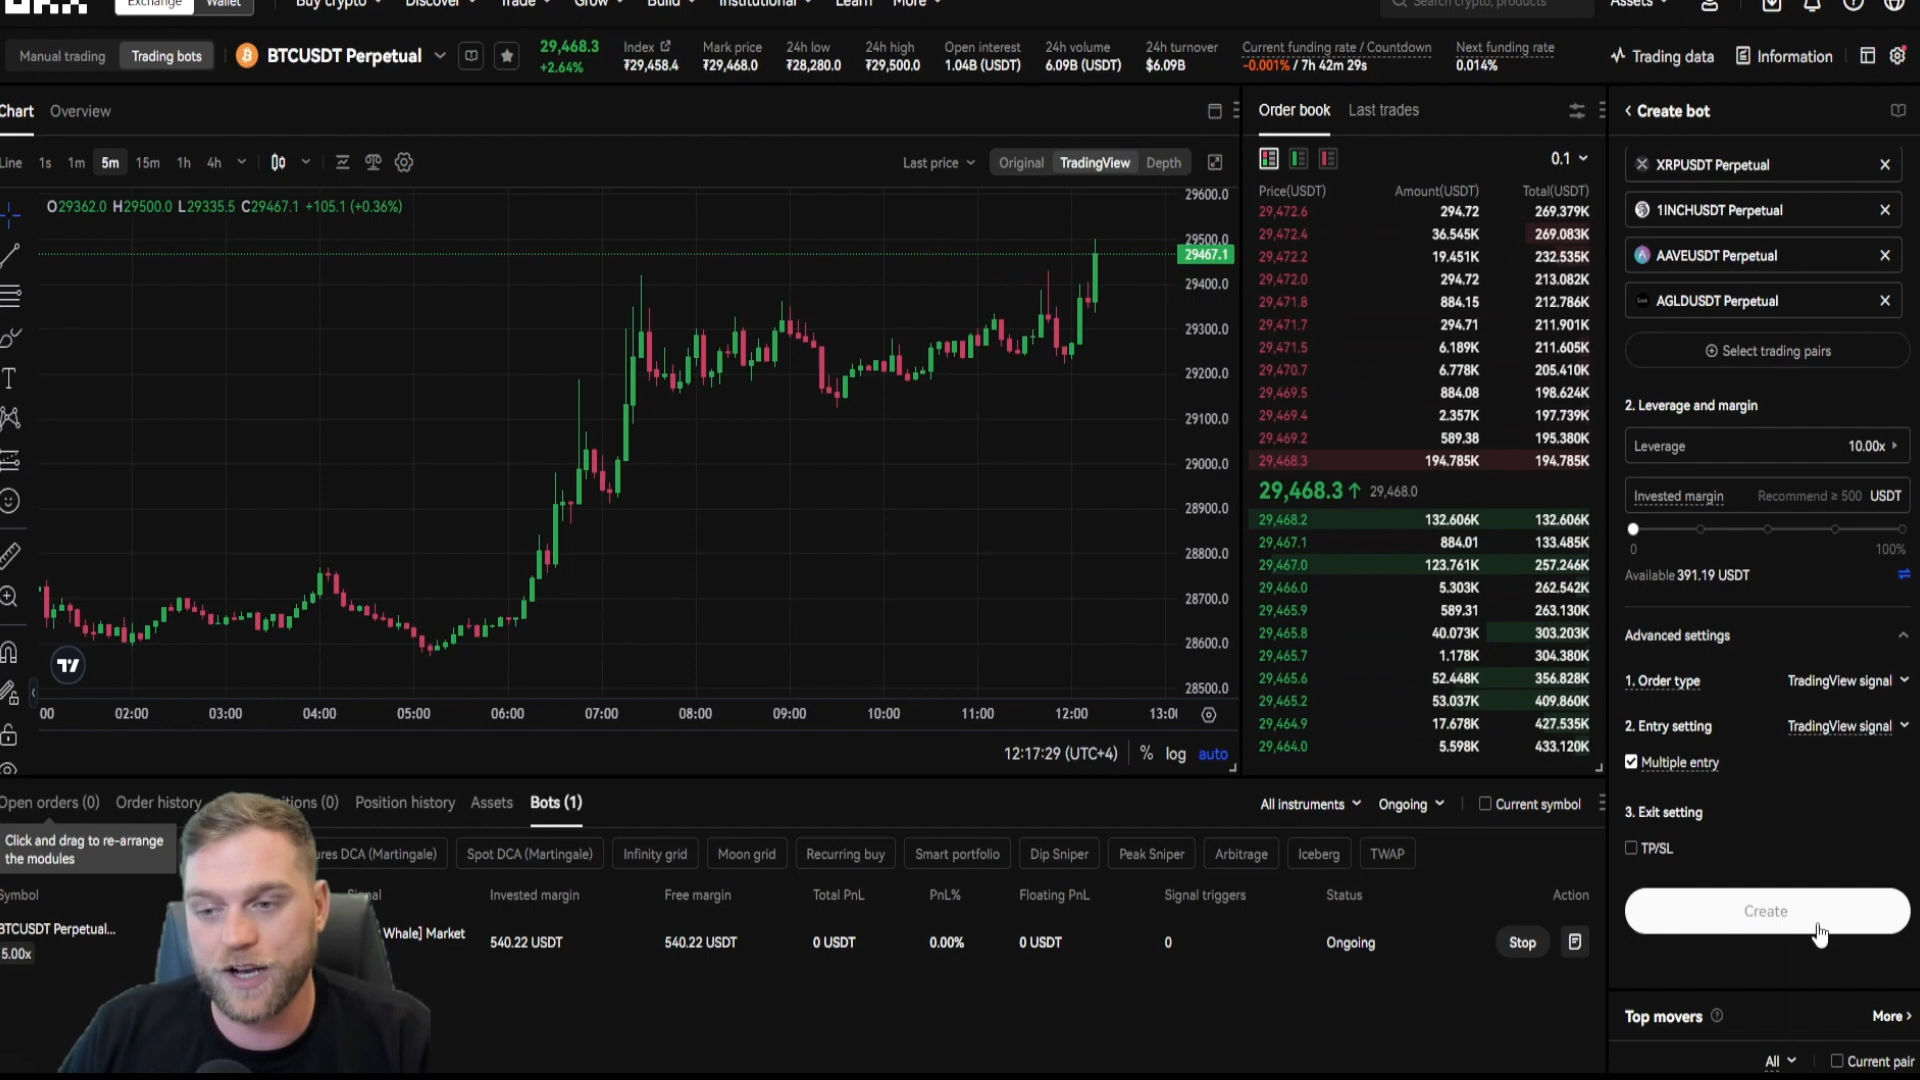 Exchange Wallet Buy crypto Discover Trade Grow Build Institutional Learn More Search crypto, products Assets
Manual trading Trading bots BTCUSDT Perpetual 29,468.3 +2.64%
Index ₮29,458.4
Mark price ₮29,468.0
24h low ₮28,280.0
24h high ₮29,500.0
Open interest 1.04B (USDT)
24h volume 6.09B (USDT)
24h turnover $6.09B
Current funding rate / Countdown -0.001% / 7h 42m 29s
Next funding rate 0.014%
Trading data Information
Chart Overview
Line 1s 1m 5m 15m 1h 4h Last price Original TradingView Depth
O29362.0 H29500.0 L29335.5 C29467.1 +105.1 (+0.36%)
29600.0
29500.0
29467.1
29400.0
29300.0
29200.0
29100.0
29000.0
28900.0
28800.0
28700.0
28600.0
28500.0
00 02:00 03:00 04:00 05:00 06:00 07:00 08:00 09:00 10:00 11:00 12:00
12:17:29 (UTC+4) % log auto
Order book Last trades
0.1
Price(USDT) Amount(USDT) Total(USDT)
29,472.6 294.72 269.379K
29,472.4 36.545K 269.083K
29,472.2 19.451K 232.535K
29,472.0 294.72 213.082K
29,471.8 884.15 212.786K
29,471.7 294.71 211.901K
29,471.5 6.189K 211.605K
29,470.7 6.778K 205.410K
29,469.5 884.08 198.624K
29,469.4 2.357K 197.739K
29,469.2 589.38 195.380K
29,468.3 194.785K 194.785K
29,468.3↑ 29,468.0
29,468.2 132.606K 132.606K
29,467.1 884.01 133.485K
29,467.0 123.761K 257.246K
29,466.0 5.303K 262.542K
29,465.9 589.31 263.130K
29,465.8 40.073K 303.203K
29,465.7 1.178K 304.380K
29,465.6 52.448K 356.828K
29,465.2 53.037K 409.860K
29,464.9 17.678K 427.535K
29,464.0 5.598K 433.120K
Create bot
XRPUSDT Perpetual
1INCHUSDT Perpetual
AAVEUSDT Perpetual
AGLDUSDT Perpetual
Select trading pairs
2. Leverage and margin
Leverage 10.00x
Invested margin Recommend ≥ 500 USDT
0 100%
Available 391.19 USDT
Advanced settings
1. Order type TradingView signal
2. Entry setting TradingView signal
Multiple entry
3. Exit setting
TP/SL
Create
Top movers More
All Current pair
Open orders (0) Order history itions (0) Position history Assets Bots (1) All instruments Ongoing Current symbol
Click and drag to re-arrange
the modules
ures DCA (Martingale) Spot DCA (Martingale) Infinity grid Moon grid Recurring buy Smart portfolio Dip Sniper Peak Sniper Arbitrage Iceberg TWAP
Symbol Invested margin Free margin Total PnL PnL% Floating PnL Signal triggers Status Action
BTCUSDT Perpetual... Whale] Market 540.22 USDT 540.22 USDT 0 USDT 0.00% 0 USDT 0 Ongoing Stop
5.00x